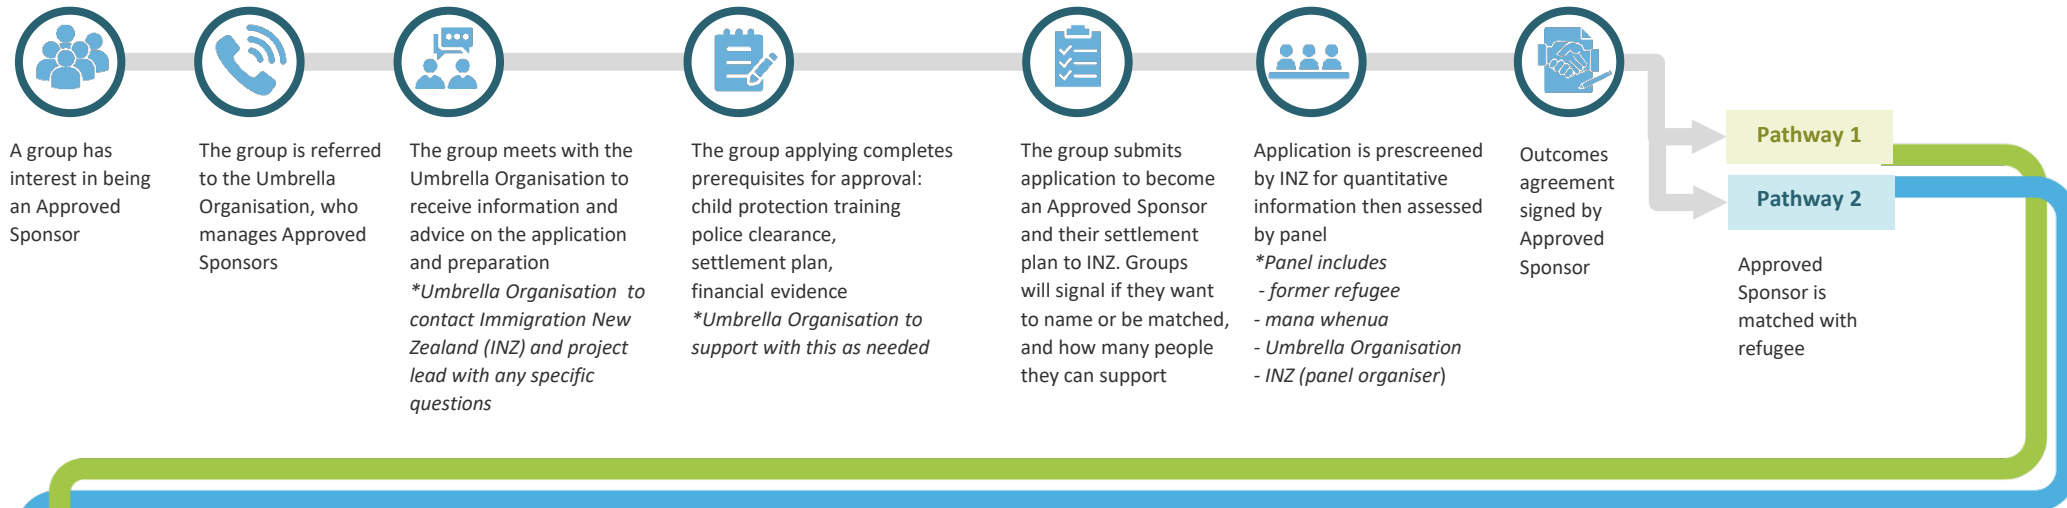 A group has
interest in being
an Approved
Sponsor
The group is referred
to the Umbrella
Organisation, who
manages Approved
Sponsors
The group meets with the
Umbrella Organisation to
receive information and
advice on the application
and preparation
*Umbrella Organisation to
contact Immigration New
Zealand (INZ) and project
lead with any specific
questions
The group applying completes
prerequisites for approval:
child protection training
police clearance,
settlement plan,
financial evidence
*Umbrella Organisation to
support with this as needed
The group submits
application to become
an Approved Sponsor
and their settlement
plan to INZ. Groups
will signal if they want
to name or be matched,
and how many people
they can support
Application is prescreened
by INZ for quantitative
information then assessed
by panel
*Panel includes
- former refugee
- mana whenua
- Umbrella Organisation
- INZ (panel organiser)
Outcomes
agreement
signed by
Approved
Sponsor
Pathway 1
Pathway 2
Approved
Sponsor is
matched with
refugee